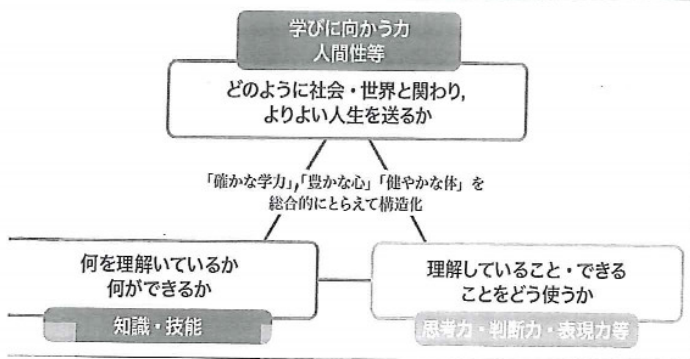 学びに向かう力
人間性等
どのように社会・世界と関わり,
よりよい人生を送るか
「確かな学力」,「豊かな心」「健やかな体」を
総合的にとらえて構造化
何を理解いているか
何ができるか
知識・技能
理解していること・できる
ことをどう使うか
思考力・判断力・表現力等